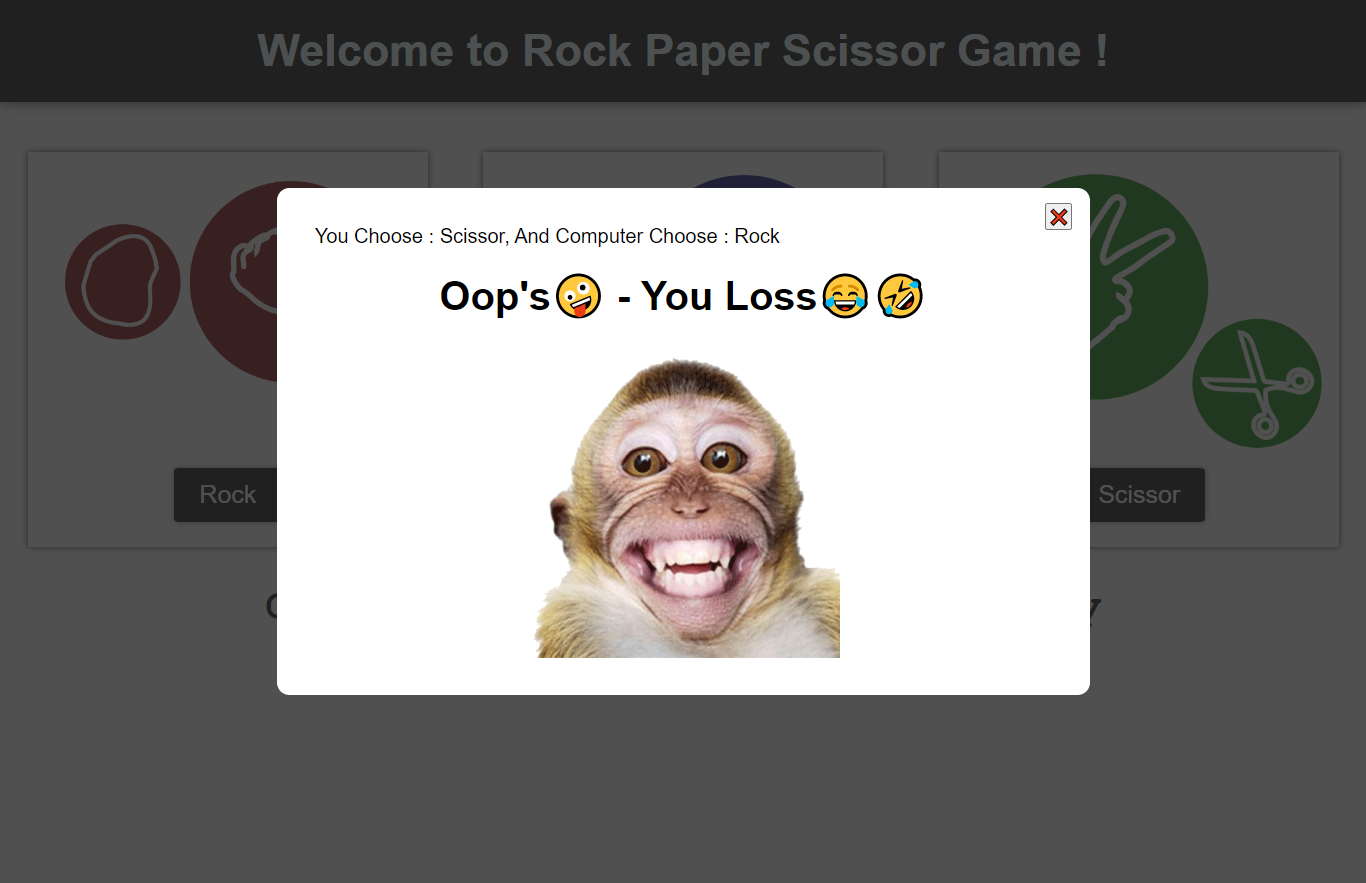 Welcome to Rock Paper Scissor Game !
You Choose : Scissor, And Computer Choose : Rock
Oop's🤪 - You Loss😂🤣
Rock
Scissor